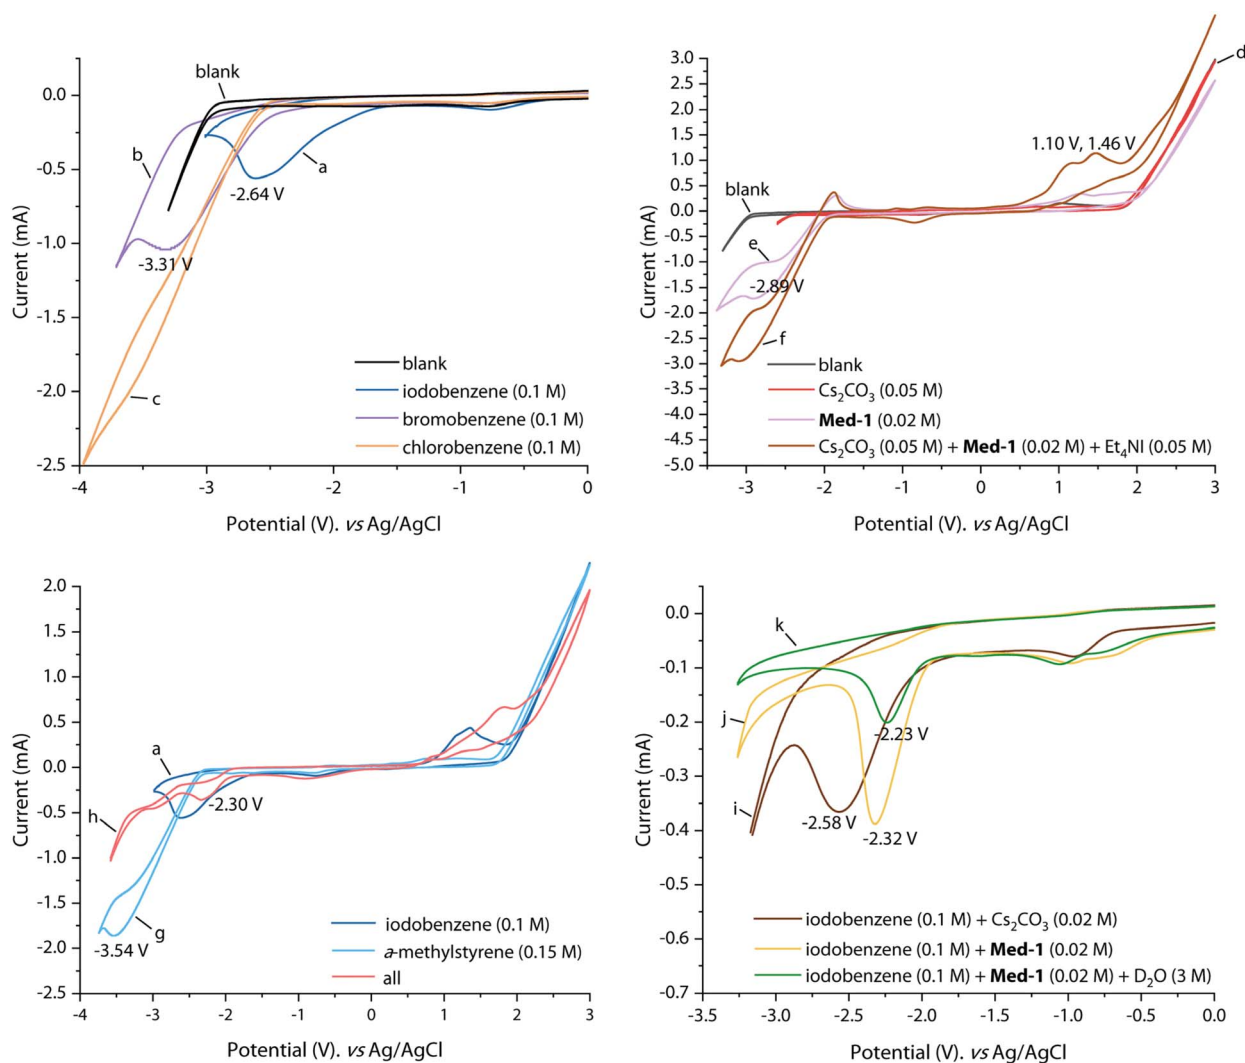 blank
b
a
-2.64 V
-3.31 V
c
blank
iodobenzene (0.1 M)
bromobenzene (0.1 M)
chlorobenzene (0.1 M)
0.0
-0.5
-1.0
-1.5
-2.0
-2.5
-4
-3
-2
-1
0
Current (mA)
Potential (V). vs Ag/AgCl
3.0
2.5
2.0
1.5
1.0
0.5
0.0
-0.5
-1.0
-1.5
-2.0
-2.5
-3.0
-3.5
-4.0
-4.5
-5.0
d
1.10 V, 1.46 V
blank
e
-2.89 V
f
blank
Cs₂CO₃ (0.05 M)
Med-1 (0.02 M)
Cs₂CO₃ (0.05 M) + Med-1 (0.02 M) + Et₄NI (0.05 M)
-3
-2
-1
0
1
2
3
Current (mA)
Potential (V). vs Ag/AgCl
2.0
1.5
1.0
0.5
0.0
-0.5
-1.0
-1.5
-2.0
-2.5
a
-2.30 V
h
g
-3.54 V
iodobenzene (0.1 M)
a-methylstyrene (0.15 M)
all
-4
-3
-2
-1
0
1
2
3
Current (mA)
Potential (V). vs Ag/AgCl
0.0
-0.1
-0.2
-0.3
-0.4
-0.5
-0.6
-0.7
k
j
-2.23 V
i
-2.58 V
-2.32 V
iodobenzene (0.1 M) + Cs₂CO₃ (0.02 M)
iodobenzene (0.1 M) + Med-1 (0.02 M)
iodobenzene (0.1 M) + Med-1 (0.02 M) + D₂O (3 M)
-3.5
-3.0
-2.5
-2.0
-1.5
-1.0
-0.5
0.0
Current (mA)
Potential (V). vs Ag/AgCl